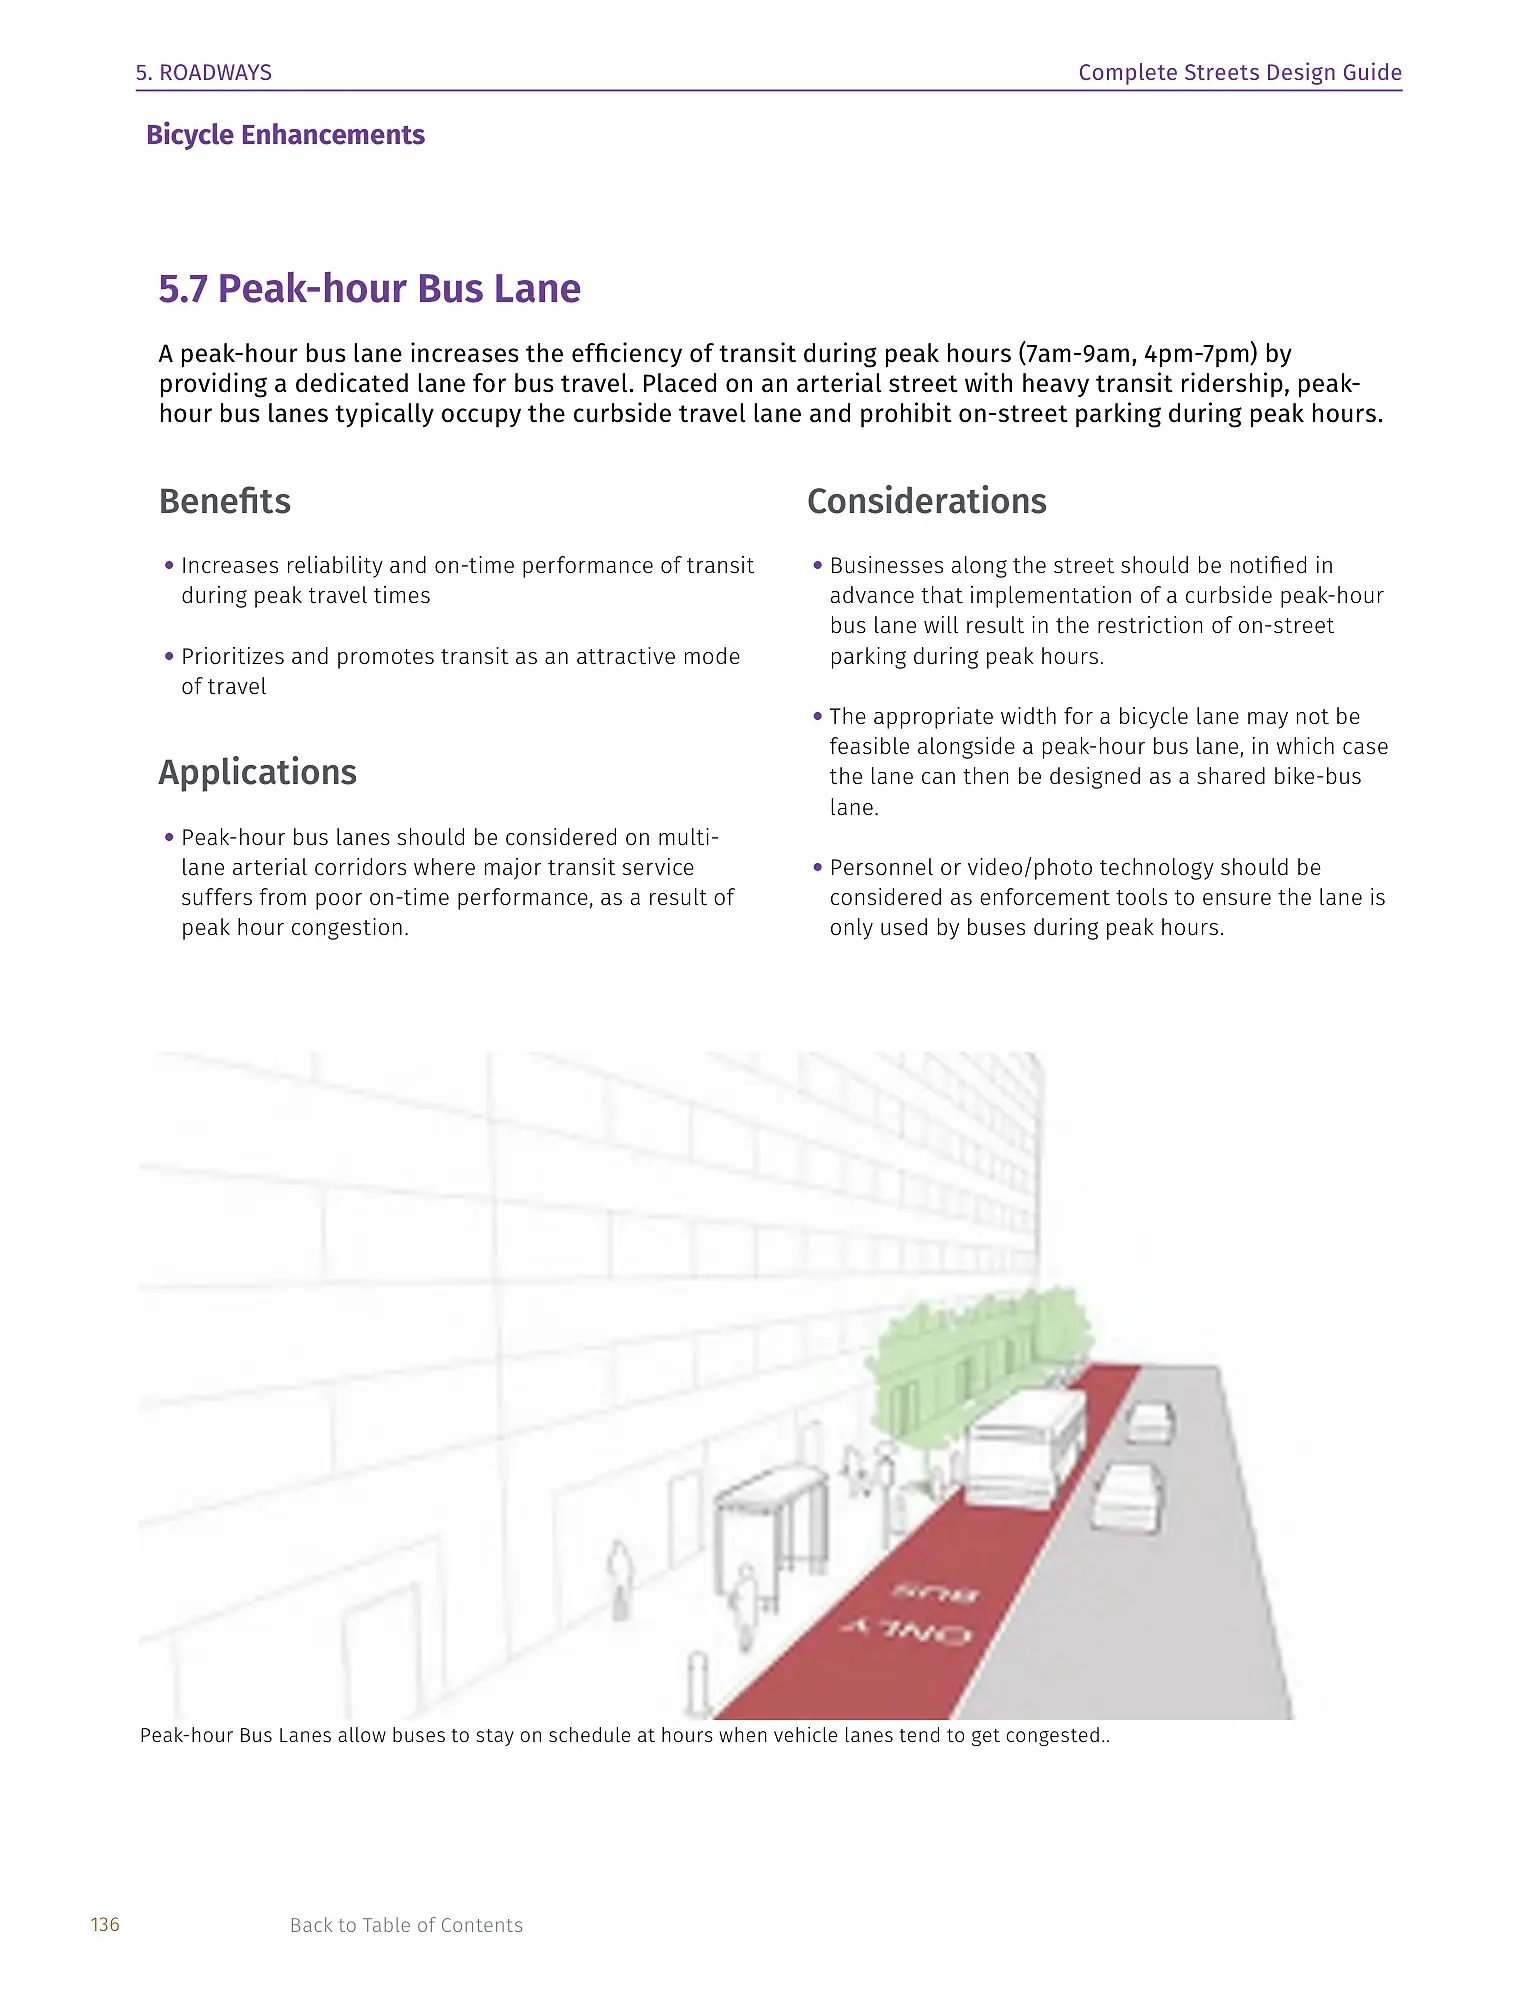 5. ROADWAYS
Complete Streets Design Guide
Bicycle Enhancements
5.7 Peak-hour Bus Lane
A peak-hour bus lane increases the efficiency of transit during peak hours (7am-9am, 4pm-7pm) by
providing a dedicated lane for bus travel. Placed on an arterial street with heavy transit ridership, peak-
hour bus lanes typically occupy the curbside travel lane and prohibit on-street parking during peak hours.
Benefits
• Increases reliability and on-time performance of transit
during peak travel times
• Prioritizes and promotes transit as an attractive mode
of travel
Applications
• Peak-hour bus lanes should be considered on multi-
lane arterial corridors where major transit service
suffers from poor on-time performance, as a result of
peak hour congestion.
Considerations
• Businesses along the street should be notified in
advance that implementation of a curbside peak-hour
bus lane will result in the restriction of on-street
parking during peak hours.
• The appropriate width for a bicycle lane may not be
feasible alongside a peak-hour bus lane, in which case
the lane can then be designed as a shared bike-bus
lane.
• Personnel or video/photo technology should be
considered as enforcement tools to ensure the lane is
only used by buses during peak hours.
BUS
ONLY
Peak-hour Bus Lanes allow buses to stay on schedule at hours when vehicle lanes tend to get congested..
136
Back to Table of Contents